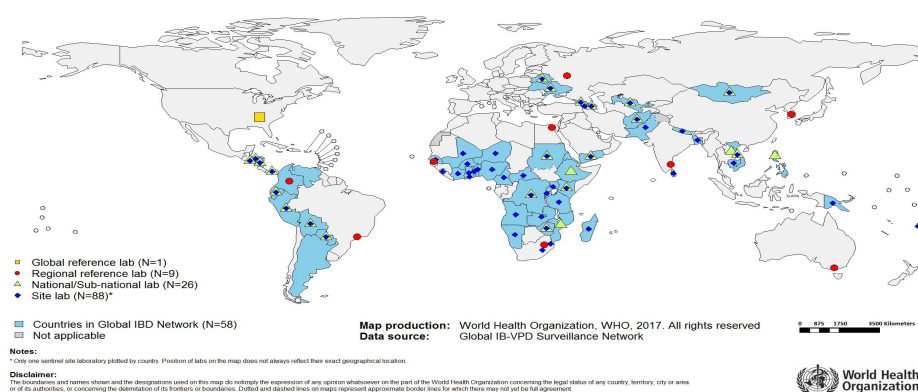 Global reference lab (N=1)
Regional reference lab (N=9)
National/Sub-national lab (N=26)
Site lab (N=88)*
Countries in Global IBD Network (N=58)
Not applicable
Map production: World Health Organization, WHO, 2017. All rights reserved
Data source: Global IB-VPD Surveillance Network
0 875 1750 3500 Kilometers
Notes:
* Only one sentinel site laboratory plotted by country. Position of labs on the map does not always reflect their exact geographical location.
Disclaimer:
The boundaries and names shown and the designations used on this map do notimply the expression of any opinion whatsoever on the part of the World Health Organization concerning the legal status of any country, territory, city or area
or of its authorities, or concerning the delimitation of its frontiers or boundaries. Dotted and dashed lines on maps represent approximate border lines for which there may not yet be full agreement.
World Health
Organization